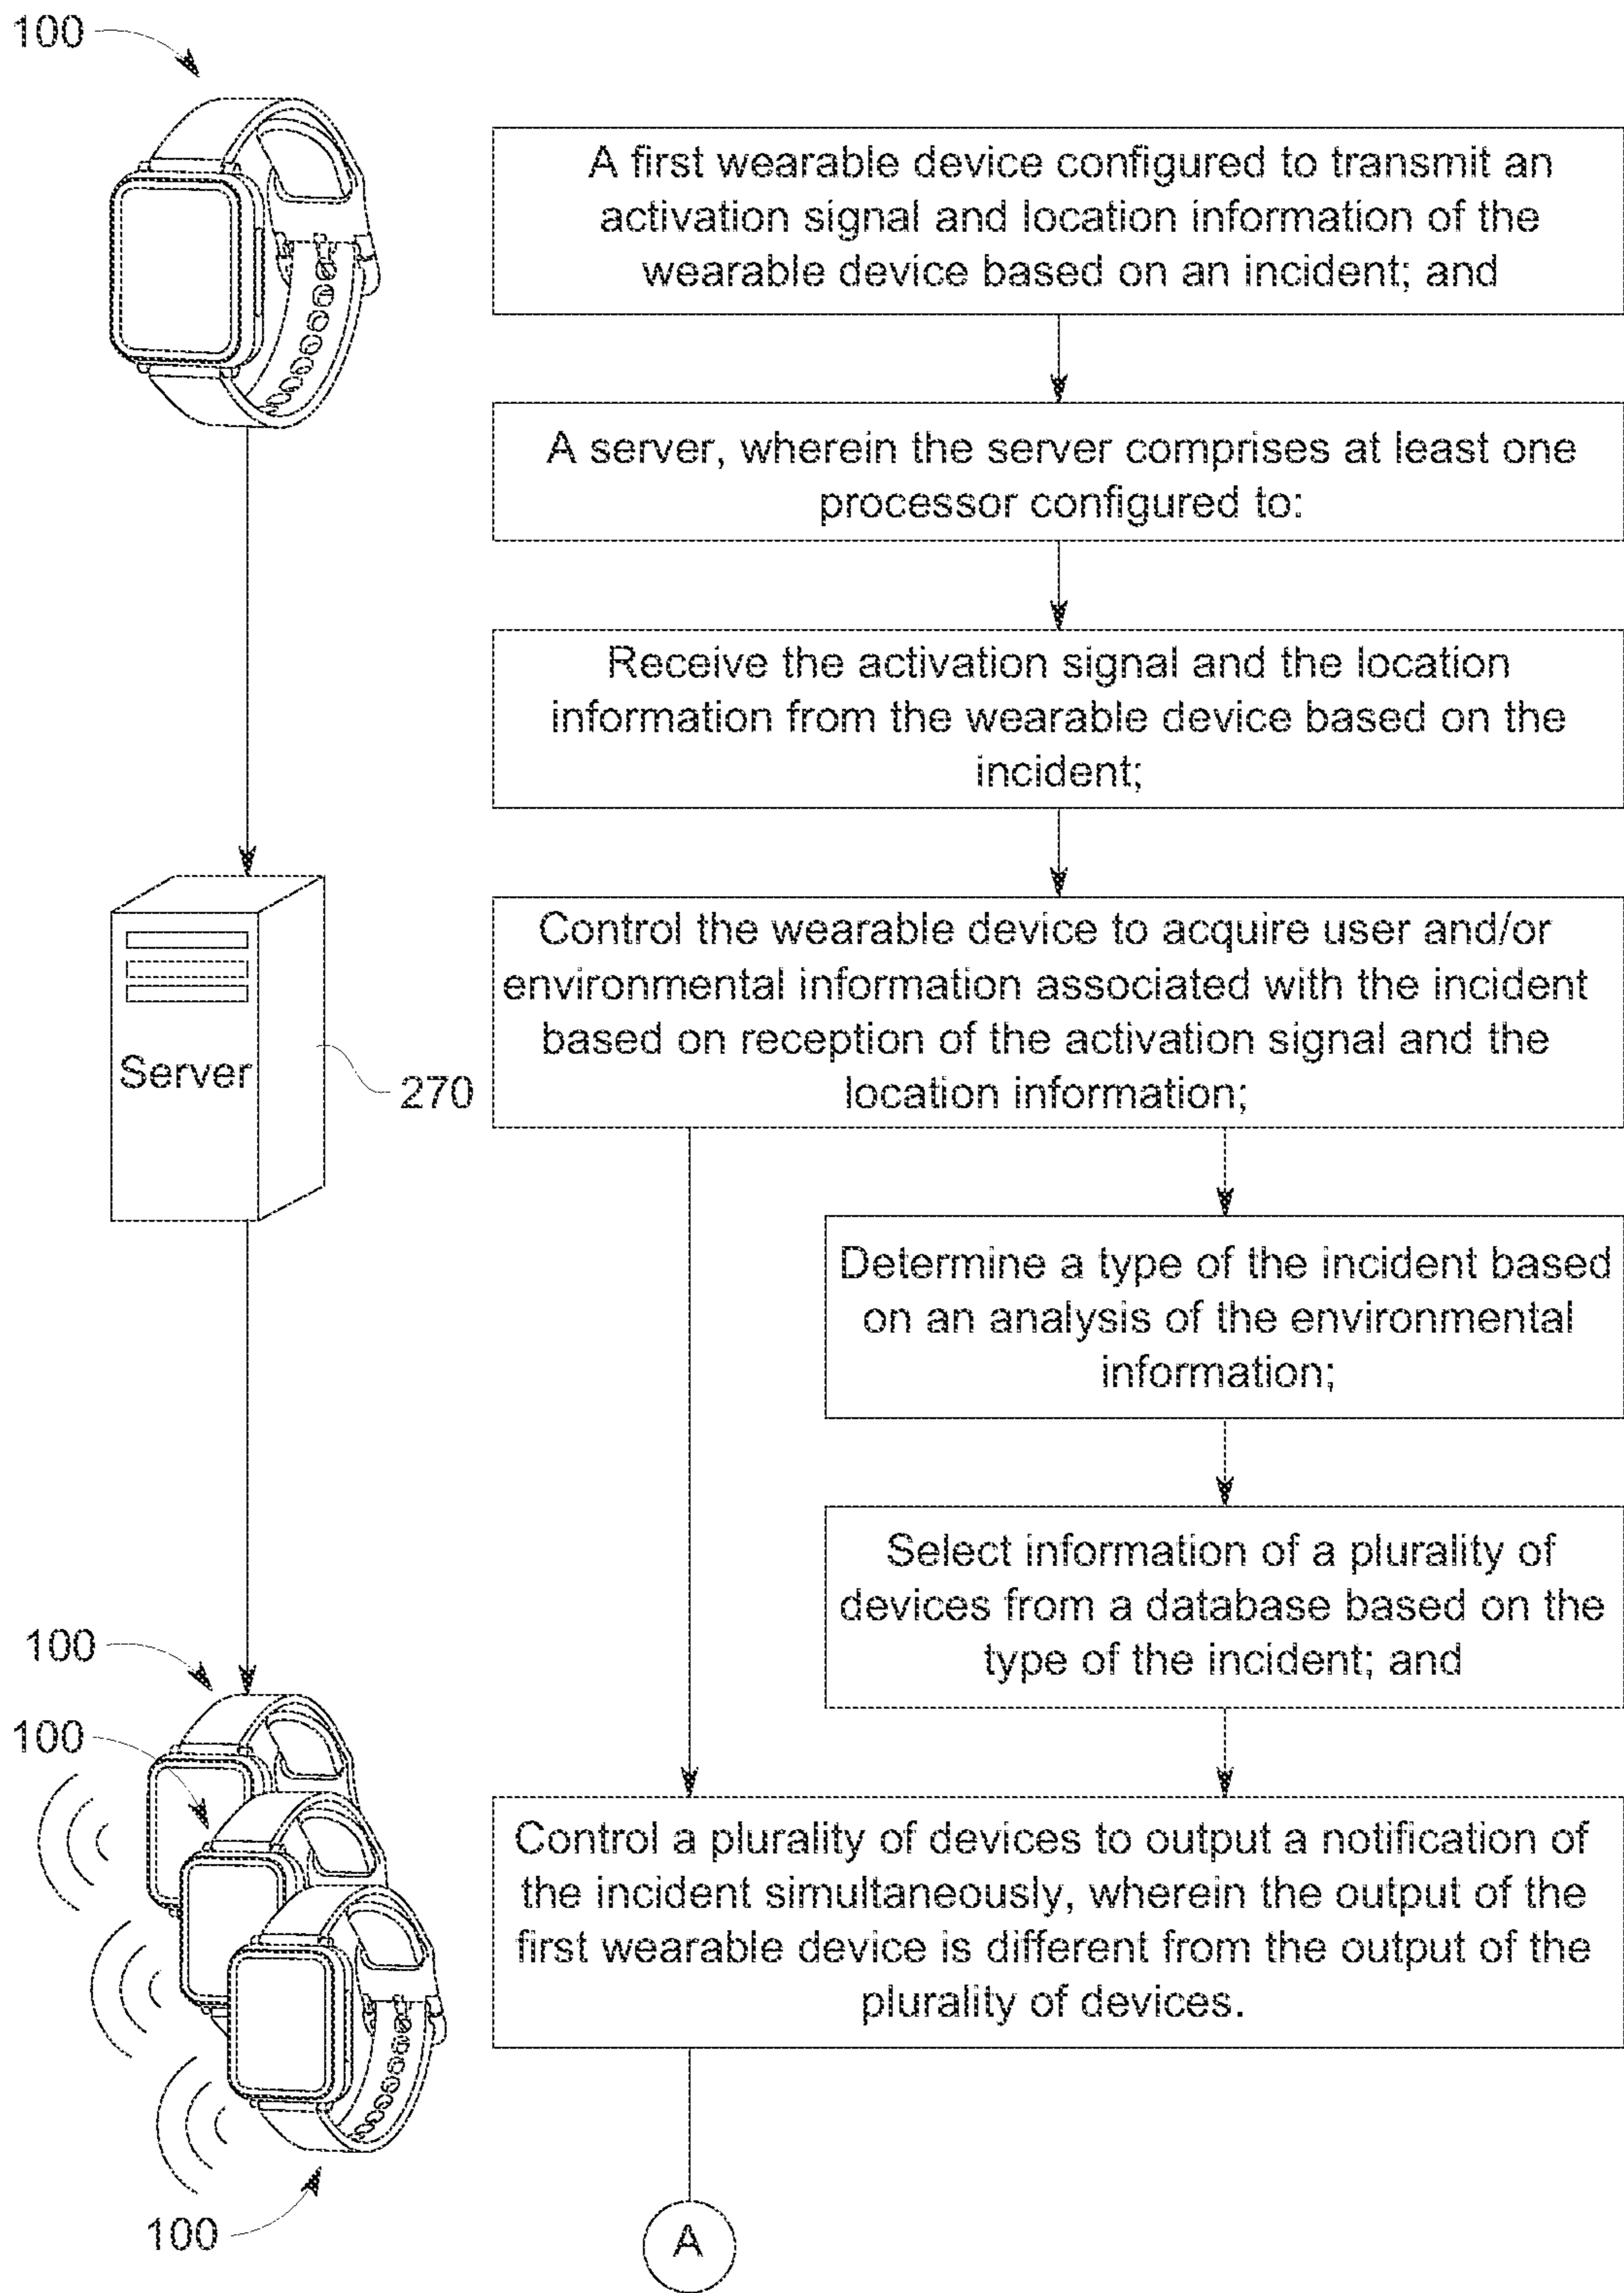 100
A first wearable device configured to transmit an
activation signal and location information of the
wearable device based on an incident; and
A server, wherein the server comprises at least one
processor configured to:
Receive the activation signal and the location
information from the wearable device based on the
incident;
Control the wearable device to acquire user and/or
environmental information associated with the incident
based on reception of the activation signal and the
location information;
Server
270
Determine a type of the incident based
on an analysis of the environmental
information;
Select information of a plurality of
devices from a database based on the
type of the incident; and
100
100
Control a plurality of devices to output a notification of
the incident simultaneously, wherein the output of the
first wearable device is different from the output of the
plurality of devices.
100
A